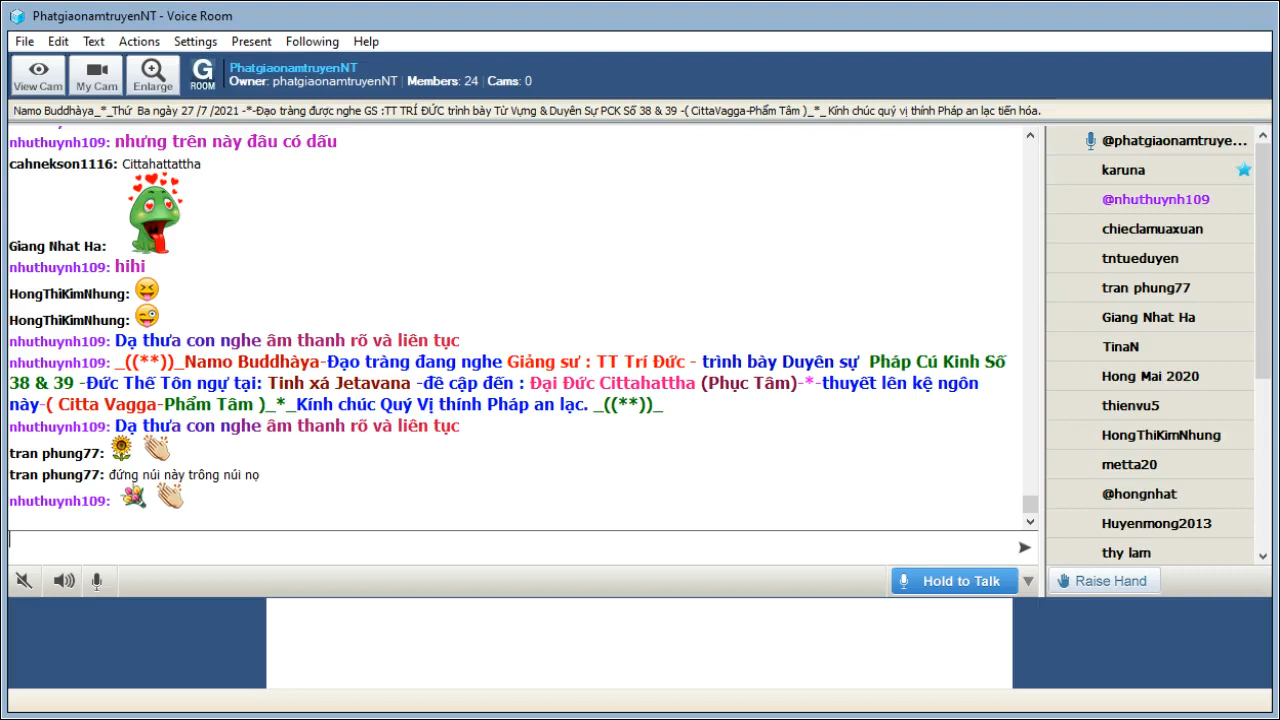 PhatgiaonamtruyenNT - Voice Room
File Edit Text Actions Settings Present Following Help
View Cam My Cam Enlarge G ROOM
PhatgiaonamtruyenNT
Owner: phatgiaonamtruyenNT Members: 24 Cams: 0
Namo Buddhàya_*_Thứ Ba ngày 27 /7 /2021 -*-Đạo tràng được nghe GS :TT TRÍ ĐỨC trình bày Từ Vựng & Duyên Sự PCK Số 38 & 39 -( CittaVagga-Phẩm Tâm )_*_ Kính chúc quý vị thính Pháp an lạc tiến hóa.
nhuthuynh109: nhưng trên này đâu có dấu
cahnekson1116: Cittahattattha
Giang Nhat Ha:
nhuthuynh109: hihi
HongThiKimNhung:
HongThiKimNhung:
nhuthuynh109: Dạ thưa con nghe âm thanh rõ và liên tục
nhuthuynh109: _((**))_Namo Buddhàya-Đạo tràng đang nghe Giảng sư : TT Trí Đức - trình bày Duyên sự Pháp Cú Kinh Số
38 & 39 -Đức Thế Tôn ngự tại: Tinh xá Jetavana -đề cập đến : Đại Đức Cittahattha (Phục Tâm)-*-thuyết lên kệ ngôn
này-( Citta Vagga-Phẩm Tâm )_*_Kính chúc Quý Vị thính Pháp an lạc. _((**))_
nhuthuynh109: Dạ thưa con nghe âm thanh rõ và liên tục
tran phung77:
tran phung77: đứng núi này trông núi nọ
nhuthuynh109:
@phatgiaonamtruye...
karuna
@nhuthuynh109
chieclamuaxuan
tntueduyen
tran phung77
Giang Nhat Ha
TinaN
Hong Mai 2020
thienvu5
HongThiKimNhung
metta20
@hongnhat
Huyenmong2013
thy lam
Hold to Talk
Raise Hand